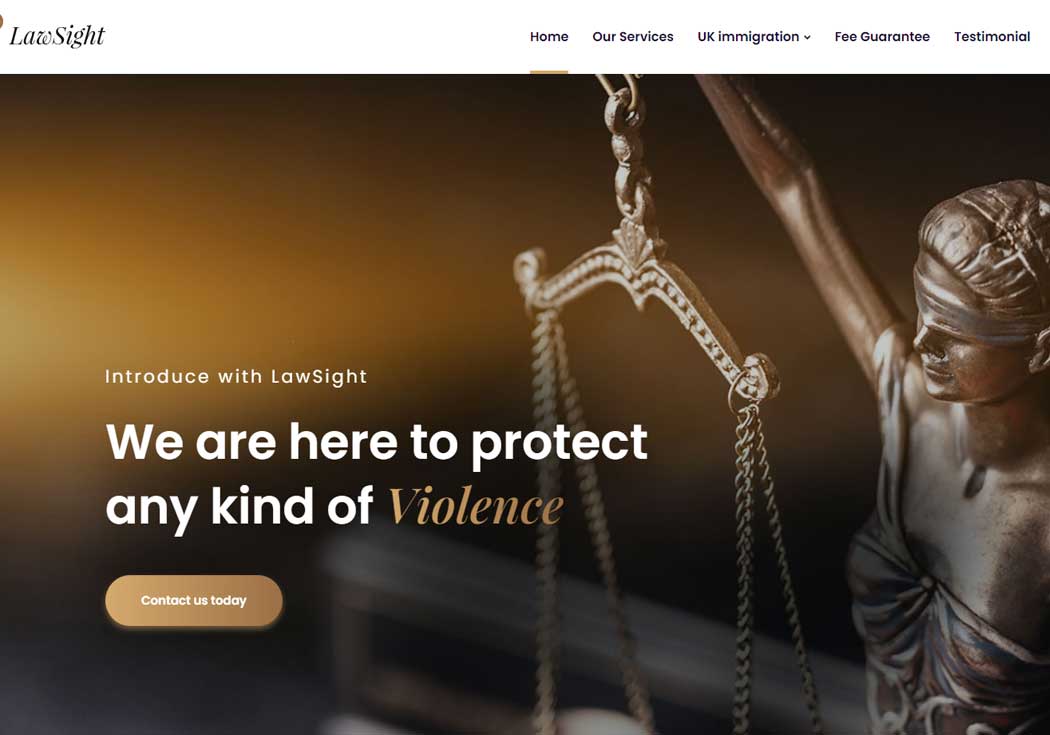 LawSight
Home Our Services UK immigration Fee Guarantee Testimonial
Introduce with LawSight
We are here to protect
any kind of Violence
Contact us today